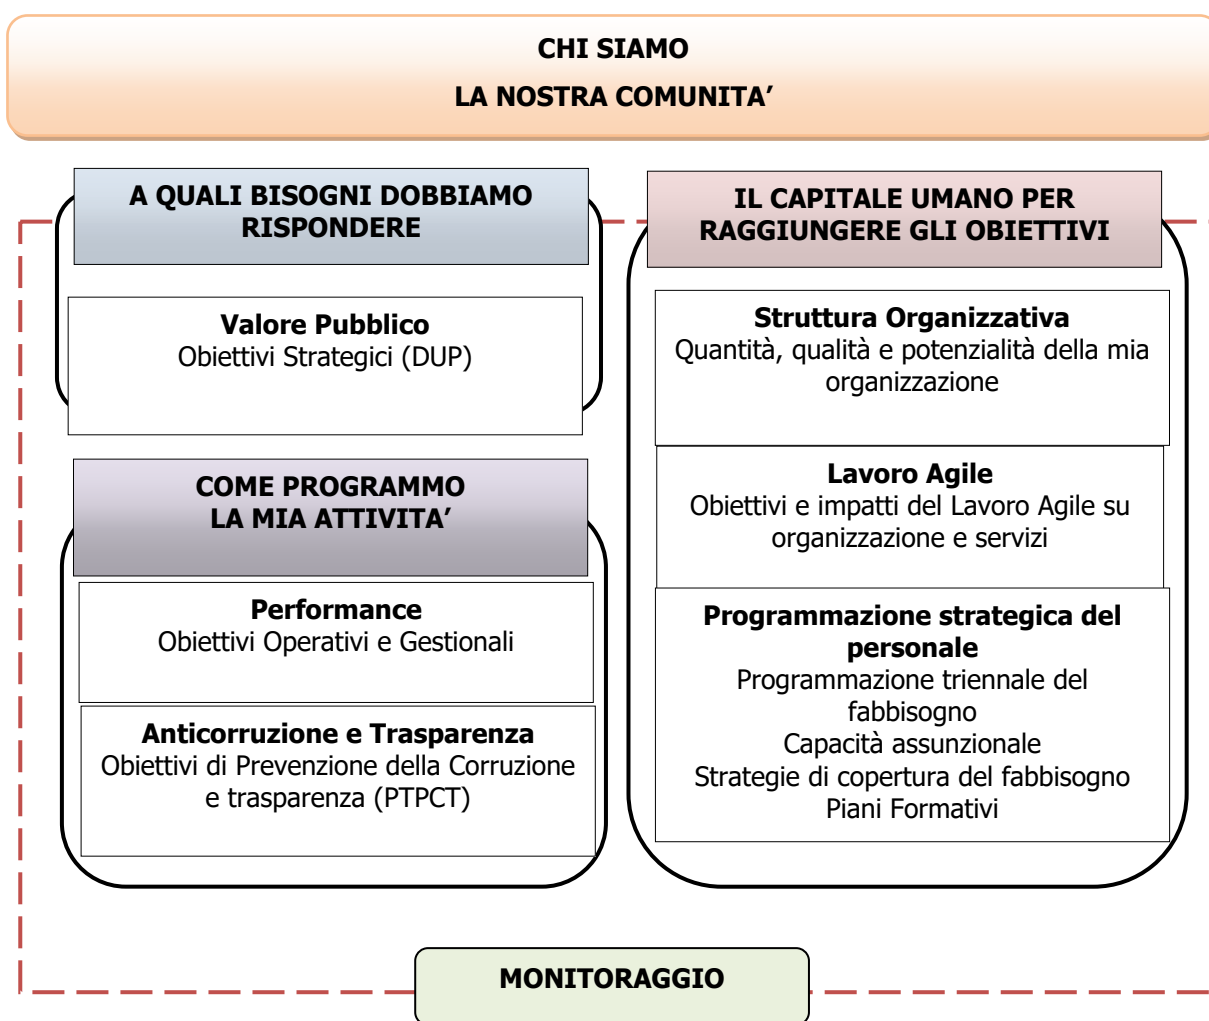 CHI SIAMO
LA NOSTRA COMUNITA’
A QUALI BISOGNI DOBBIAMO
RISPONDERE
Valore Pubblico
Obiettivi Strategici (DUP)
COME PROGRAMMO
LA MIA ATTIVITA’
Performance
Obiettivi Operativi e Gestionali
Anticorruzione e Trasparenza
Obiettivi di Prevenzione della Corruzione
e trasparenza (PTPCT)
IL CAPITALE UMANO PER
RAGGIUNGERE GLI OBIETTIVI
Struttura Organizzativa
Quantità, qualità e potenzialità della mia
organizzazione
Lavoro Agile
Obiettivi e impatti del Lavoro Agile su
organizzazione e servizi
Programmazione strategica del
personale
Programmazione triennale del
fabbisogno
Capacità assunzionale
Strategie di copertura del fabbisogno
Piani Formativi
MONITORAGGIO